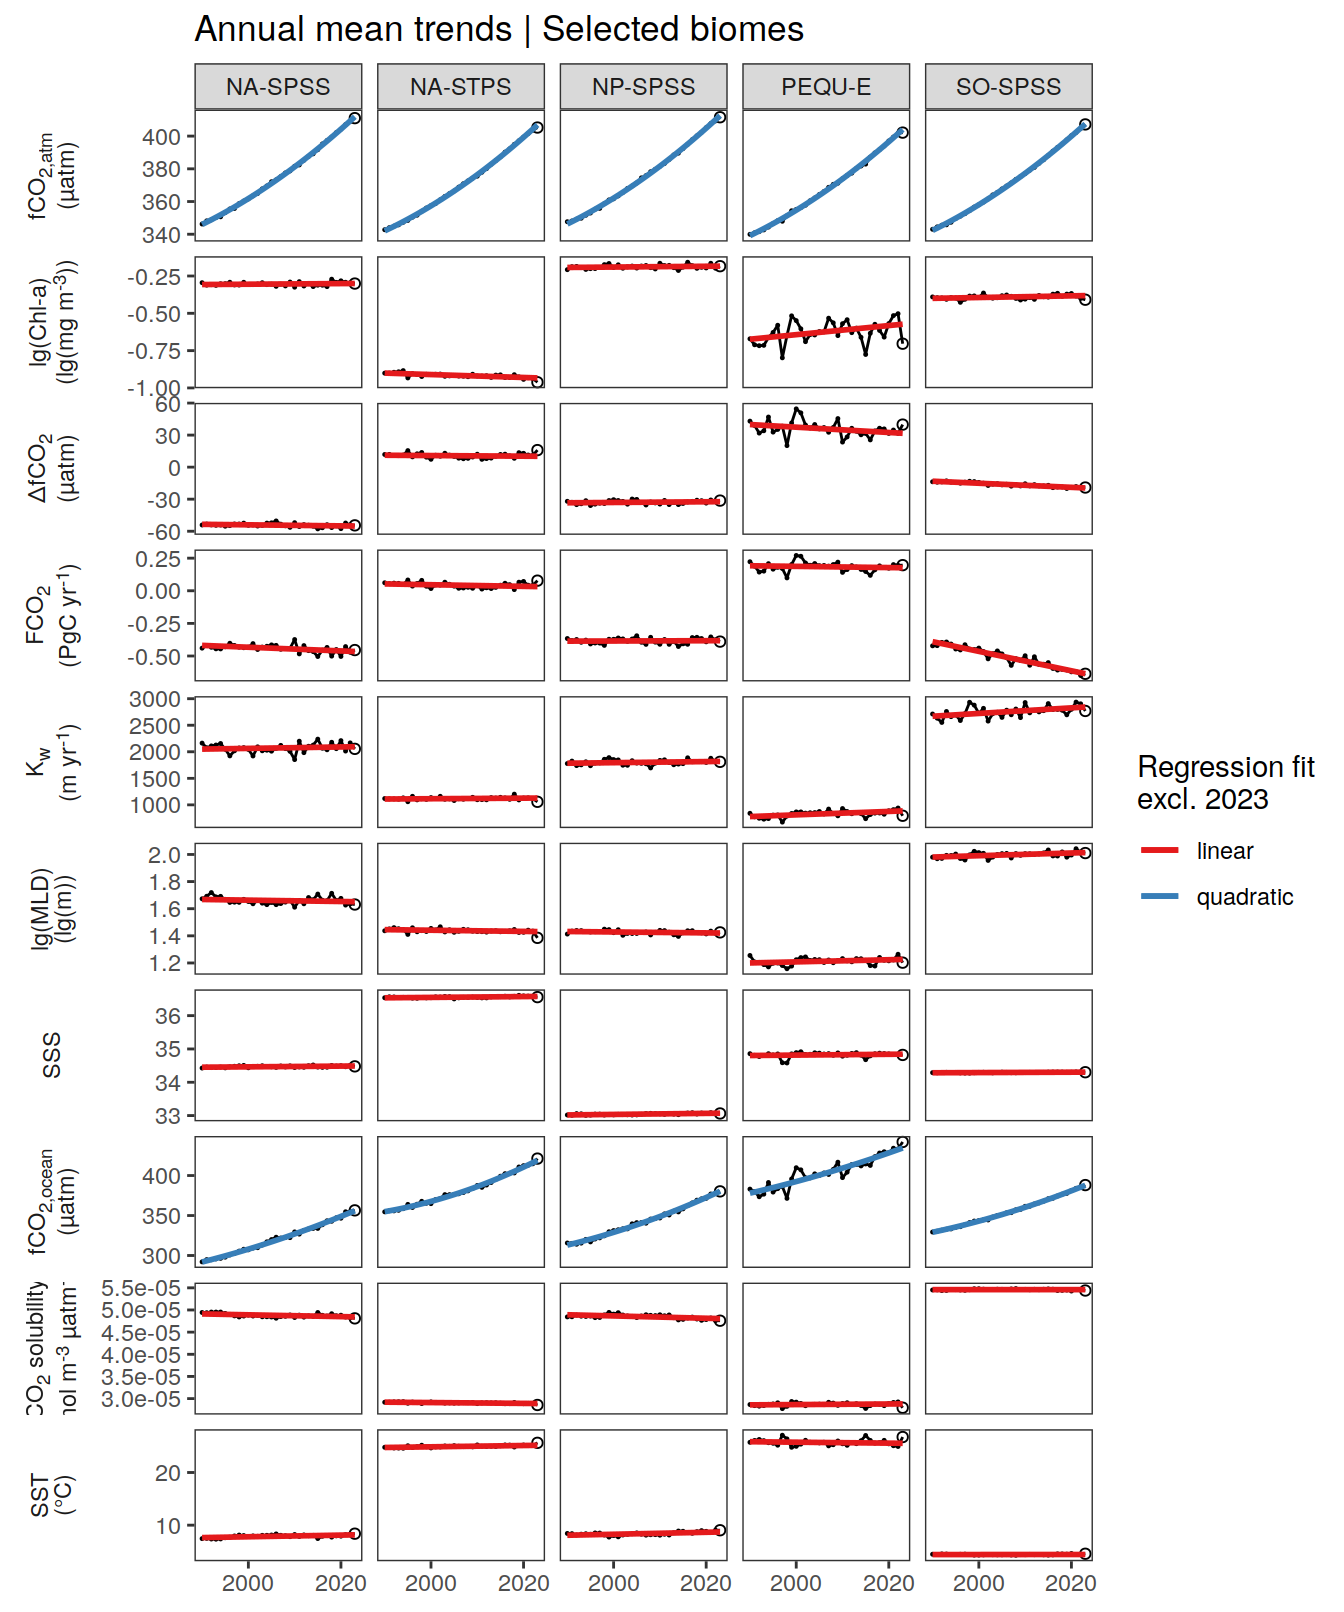 Annual mean trends | Selected biomes
NA-SPSS NA-STPS NP-SPSS PEQU-E SO-SPSS
fCO2,atm
(µatm)
400
380
360
340
lg(Chl-a)
(lg(mg m-3))
-0.25
-0.50
-0.75
-1.00
ΔfCO2
(µatm)
60
30
0
-30
-60
FCO2
(PgC yr-1)
0.25
0.00
-0.25
-0.50
Kw
(m yr-1)
3000
2500
2000
1500
1000
lg(MLD)
(lg(m))
2.0
1.8
1.6
1.4
1.2
SSS
36
35
34
33
fCO2,ocean
(µatm)
400
350
300
CO2 solubility
nol m-3 µatm-
5.5e-05
5.0e-05
4.5e-05
4.0e-05
3.5e-05
3.0e-05
SST
(°C)
20
10
2000 2020 2000 2020 2000 2020 2000 2020 2000 2020
Regression fit
excl. 2023
linear
quadratic